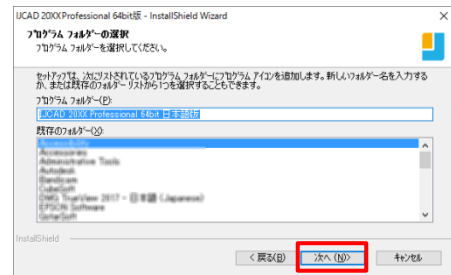 IJCAD 20XX Professional 64bit版 - InstallShield Wizard
プログラム フォルダーの選択
プログラム フォルダーを選択してください。
セットアップは、次にリストされているプログラム フォルダーにプログラム アイコンを追加します。新しいフォルダー名を入力する
か、または既存のフォルダー リストから1つを選択することもできます。
プログラム フォルダー(P):
IJCAD 20XX Professional 64bit 日本語版
既存のフォルダー(X):
Accessibility
Accessories
Administrative Tools
Autodesk
Bandicam
CubeSoft
DWG TrueView 2017 - 日本語 (Japanese)
EPSON Software
GstarSoft
InstallShield
< 戻る(B)
次へ (N)>
キャンセル